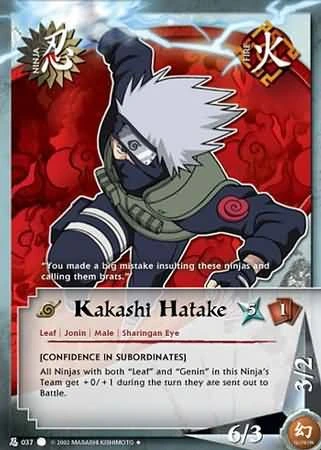 忍
NINJA
火
FIRE
"You made a big mistake insulting these ninjas and
calling them brats."
Kakashi Hatake 5 1
Leaf | Jonin | Male | Sharingan Eye
[CONFIDENCE IN SUBORDINATES]
All Ninjas with both "Leaf" and "Genin" in this Ninja's
Team get +0/+1 during the turn they are sent out to
Battle.
3/2
6/3
幻
忍 037 © 2002 MASASHI KISHIMOTO